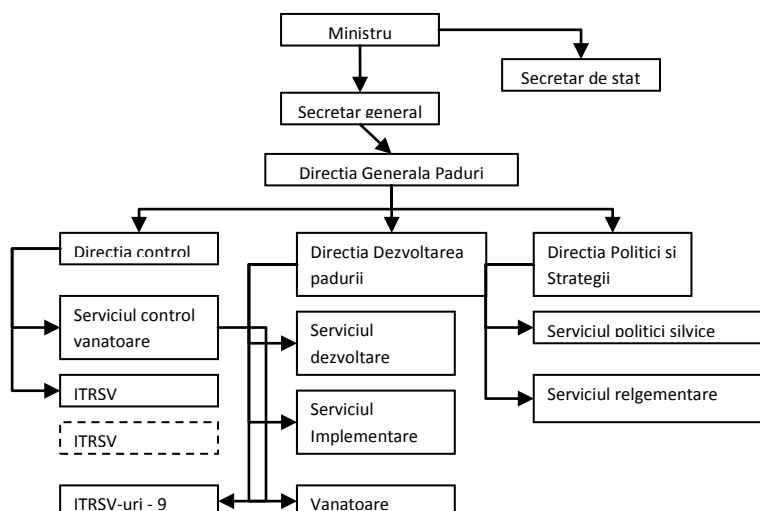 Ministru
Secretar de stat
Secretar general
Directia Generala Paduri
Directia control
Directia Dezvoltarea
padurii
Directia Politici si
Strategii
Serviciul control
vanatoare
Serviciul
dezvoltare
Serviciul politici silvice
ITRSV
Serviciul
Implementare
Serviciul relgementare
ITRSV
ITRSV-uri - 9
Vanatoare